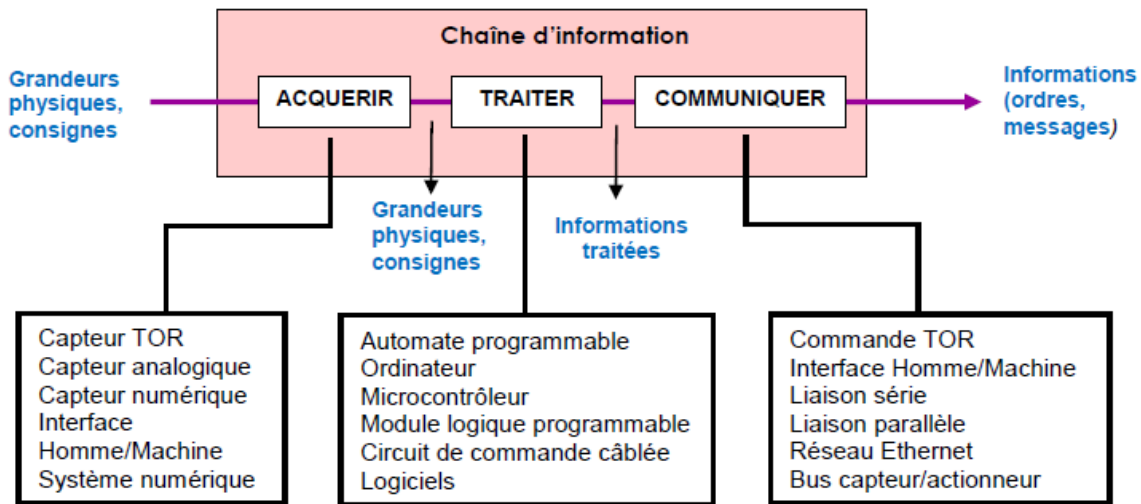 Chaîne d'information
Grandeurs
physiques,
consignes
ACQUERIR
TRAITER
COMMUNIQUER
Informations
(ordres,
messages)
Grandeurs
physiques,
consignes
Informations
traitées
Capteur TOR
Capteur analogique
Capteur numérique
Interface
Homme/Machine
Système numérique
Automate programmable
Ordinateur
Microcontrôleur
Module logique programmable
Circuit de commande câblée
Logiciels
Commande TOR
Interface Homme/Machine
Liaison série
Liaison parallèle
Réseau Ethernet
Bus capteur/actionneur